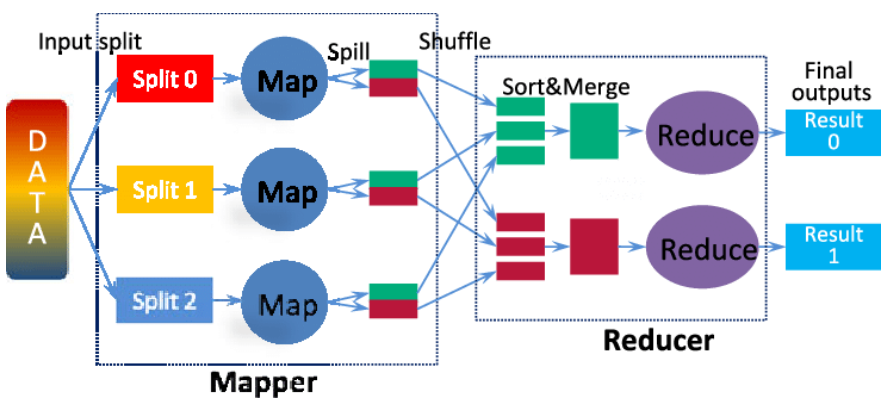 Input split
Spill
Shuffle
DATA
Split 0
Map
Split 1
Map
Split 2
Map
Sort&Merge
Reduce
Reduce
Final
outputs
Result
0
Result
1
Mapper
Reducer